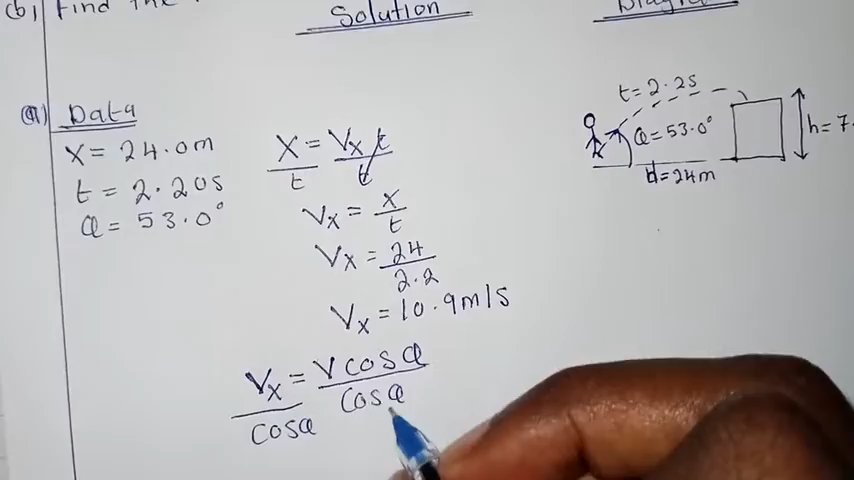 (b) Find the
Solution
(a) Data
X = 24.0m
t = 2.20s
θ = 53.0°
X = Vx t
t t
Vx = x
t
Vx = 24
2.2
Vx = 10.9m/s
Vx = V cosθ
cosθ cosθ
t = 2.2s
θ = 53.0°
h = 7.
d = 24m